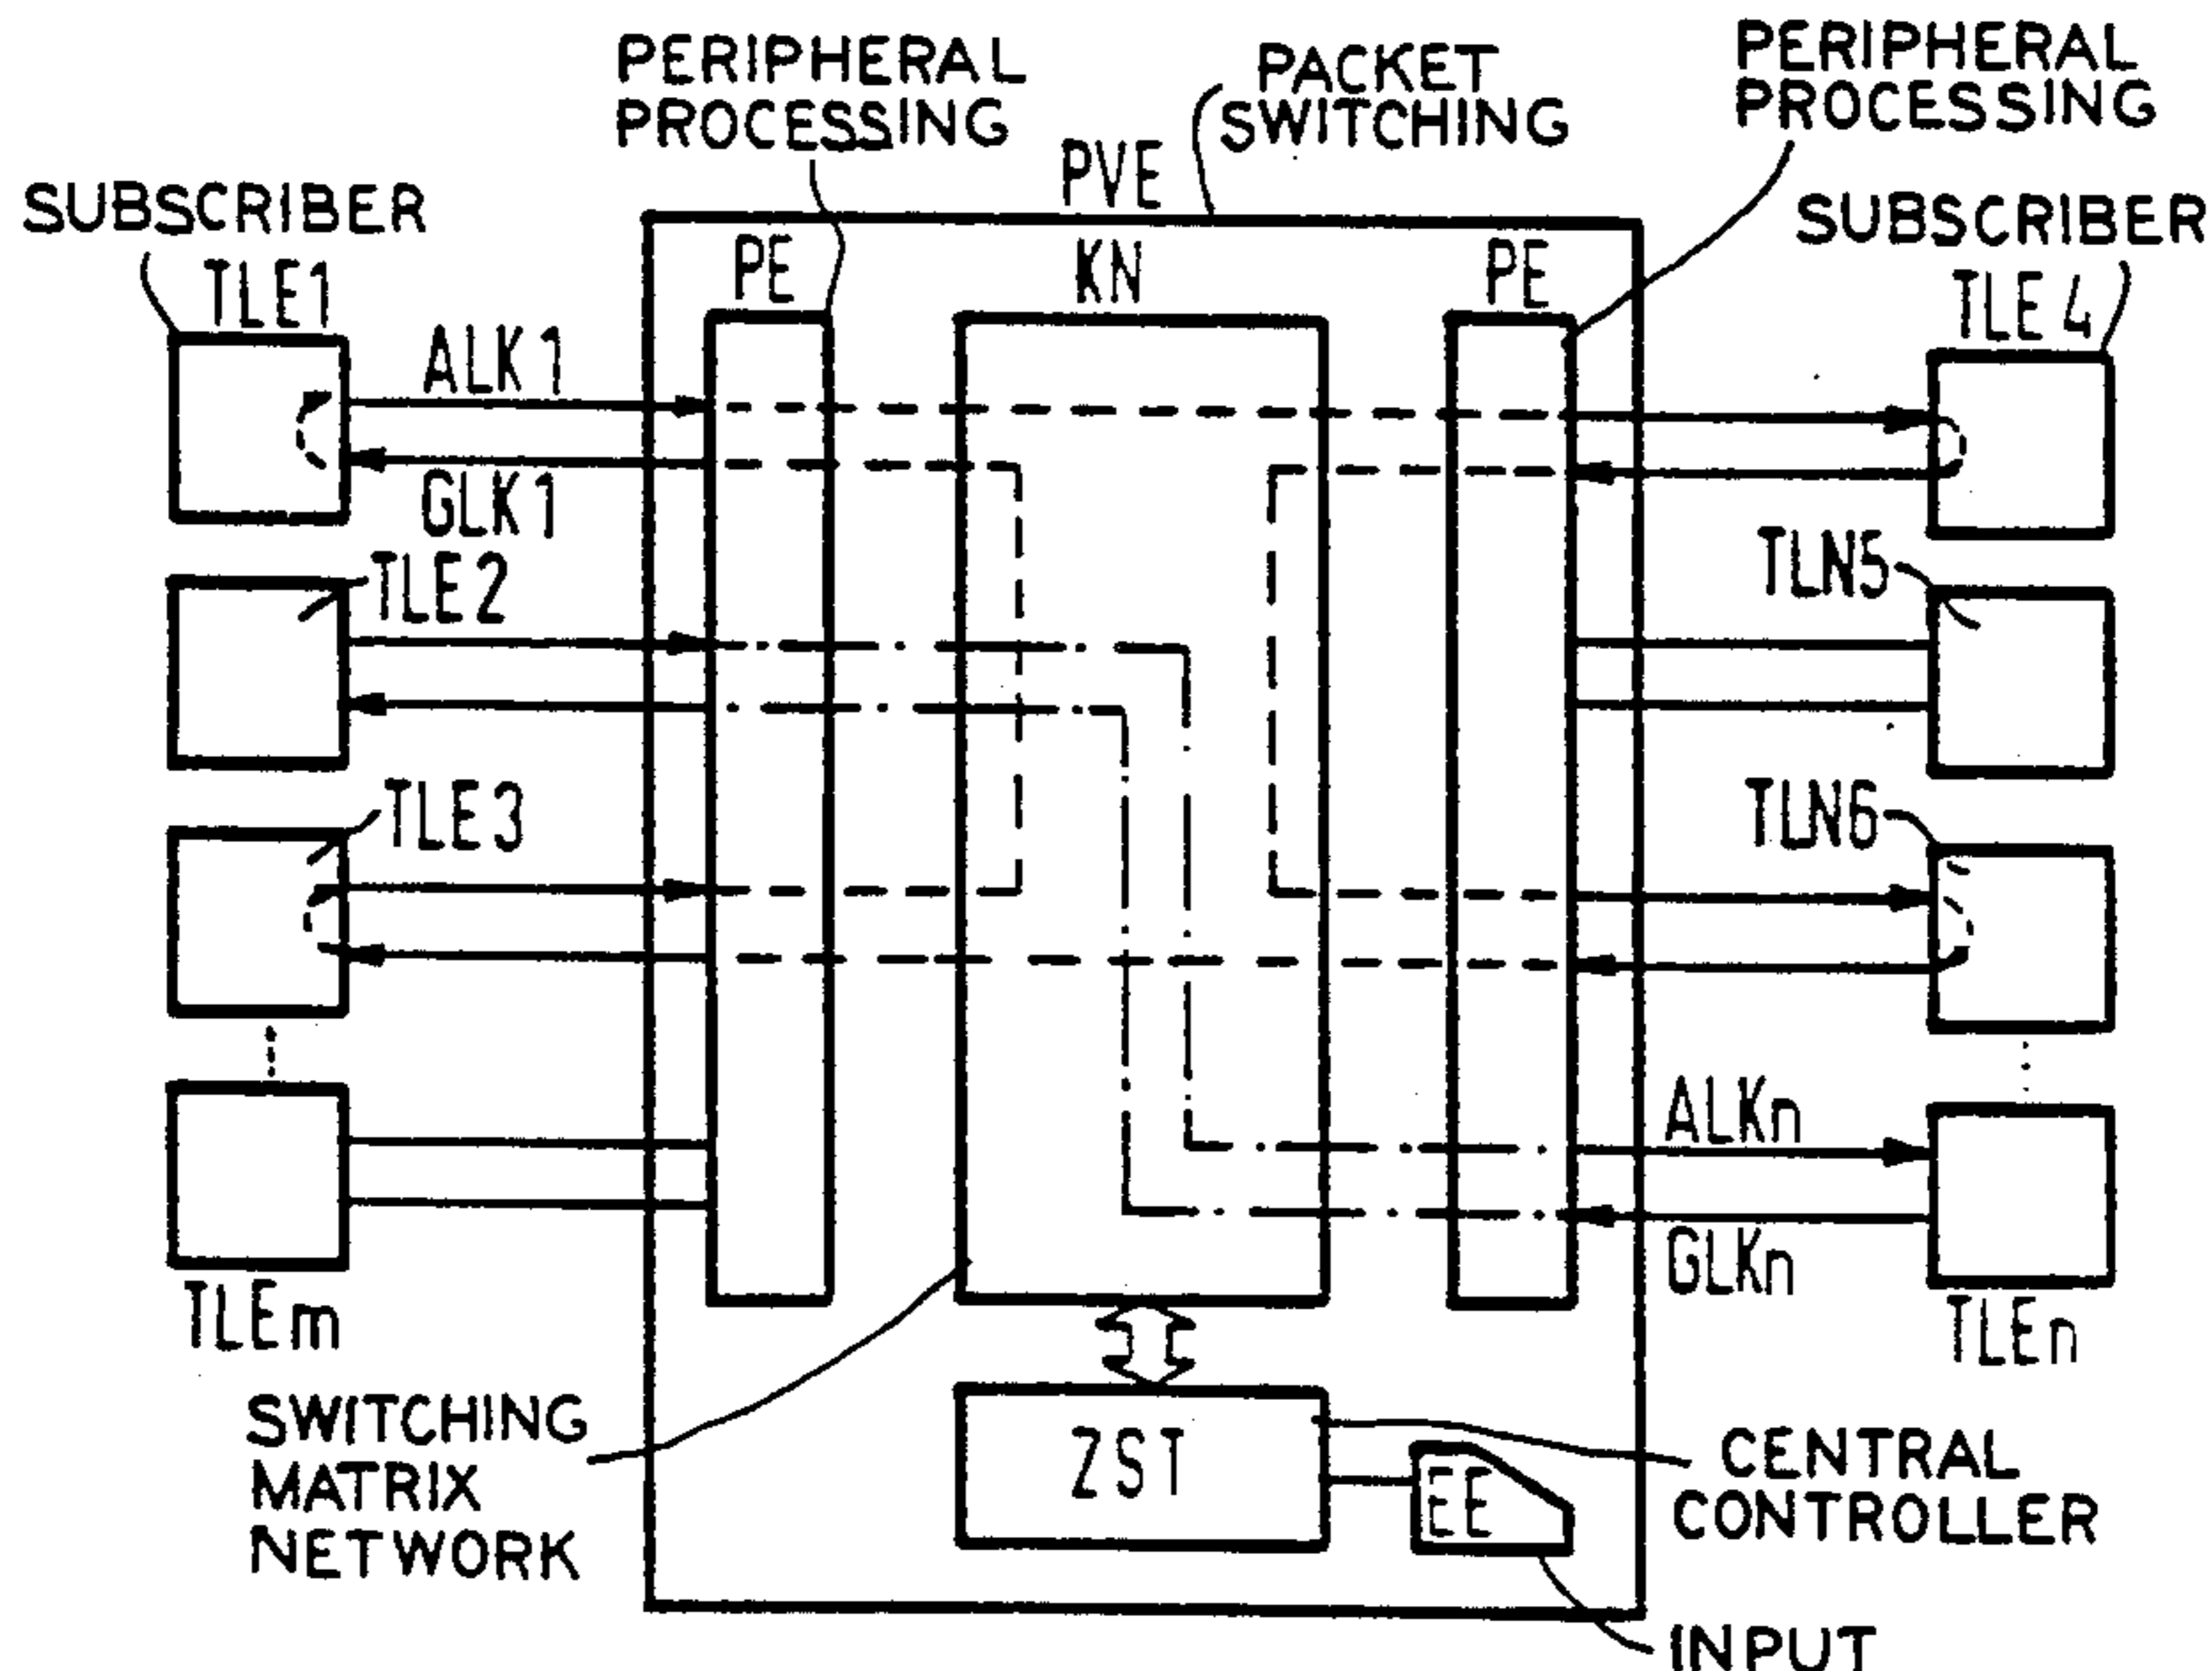 PERIPHERAL
PROCESSING
PACKET
SWITCHING
PERIPHERAL
PROCESSING
SUBSCRIBER
PVE
SUBSCRIBER
TLE1
PE
KN
PE
TLE4
ALK1
GLK1
TLE2
TLN5
TLE3
TLN6
ALKn
GLKn
TLEm
TLEn
SWITCHING
MATRIX
NETWORK
ZST
EE
CENTRAL
CONTROLLER
INPUT